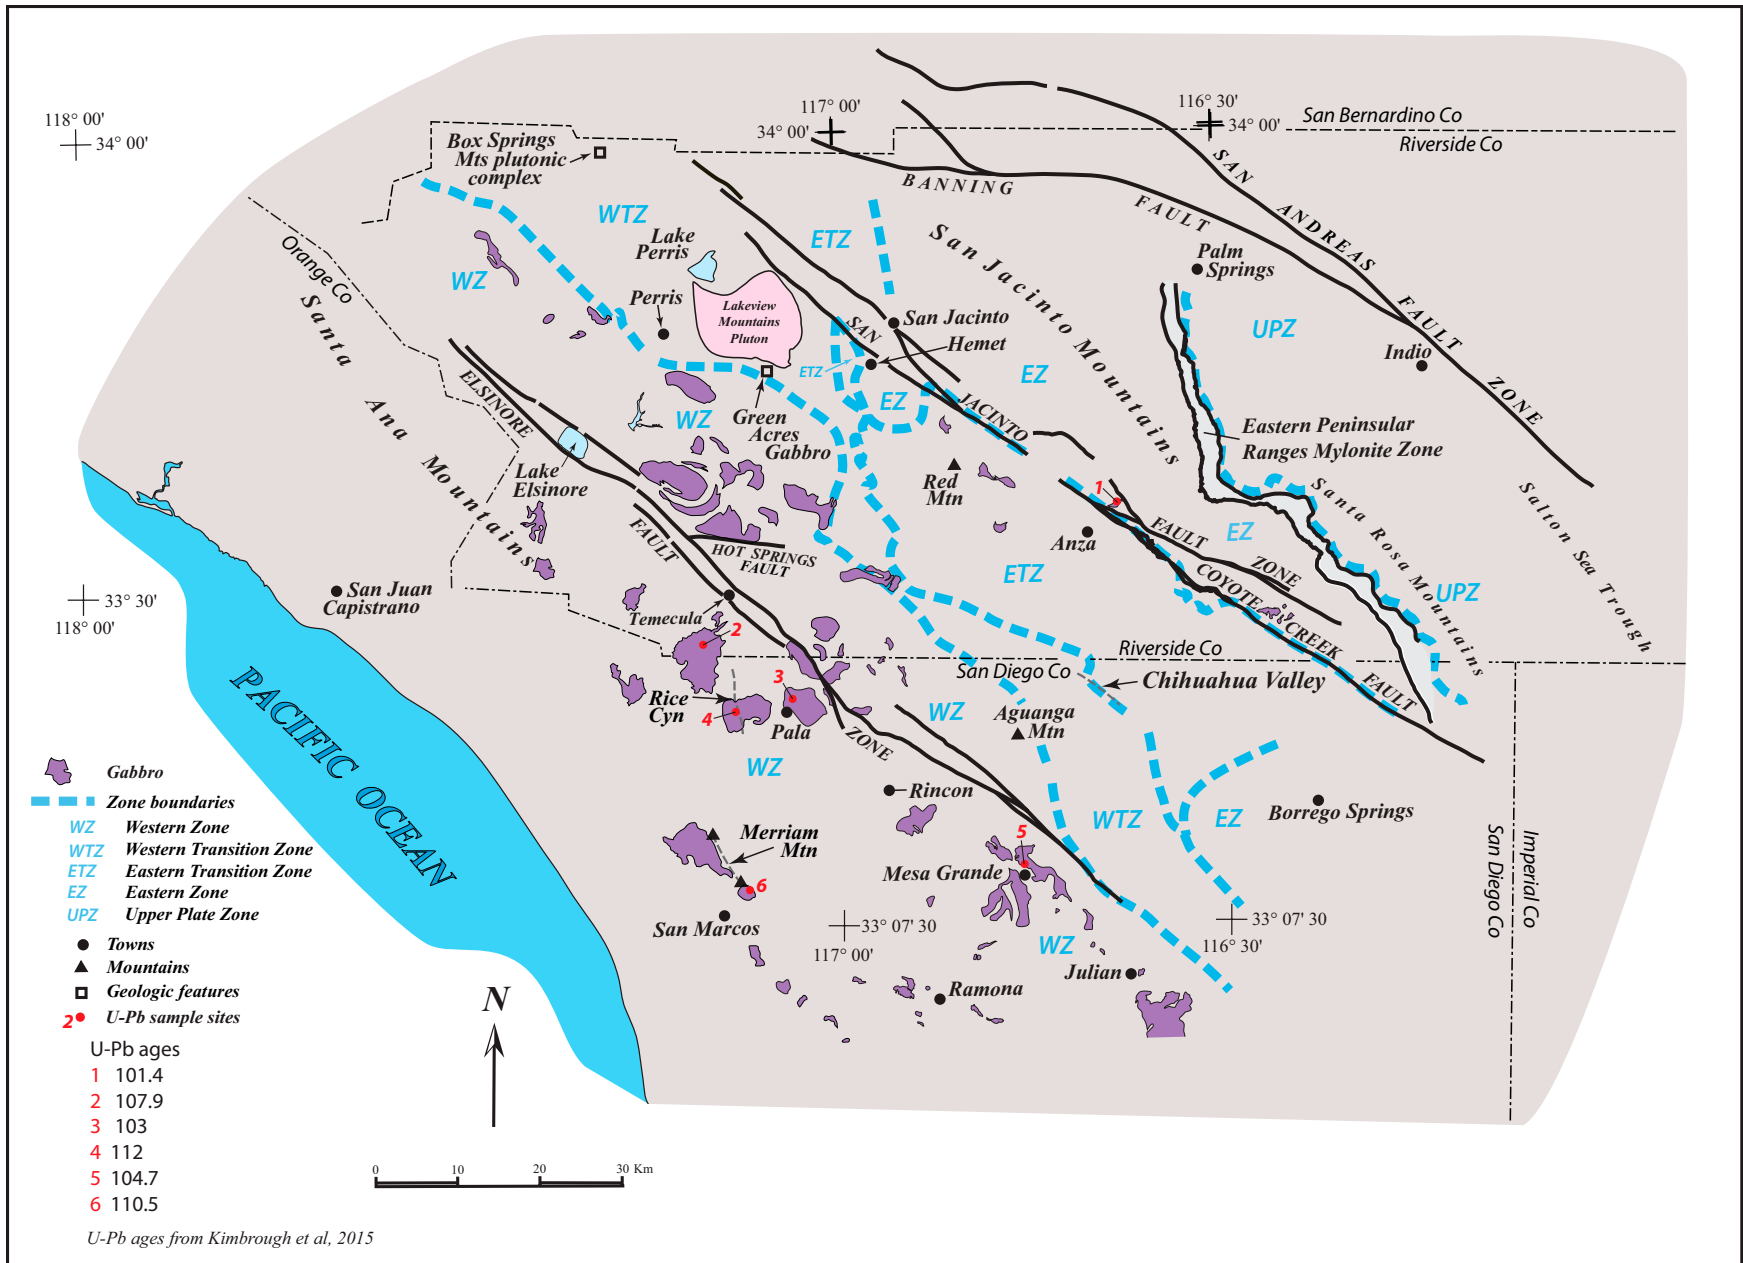 118° 00'
34° 00'
117° 00'
34° 00'
116° 30'
34° 00'
San Bernardino Co
Riverside Co
Box Springs
Mts plutonic
complex
BANNING
FAULT
SAN
ANDREAS
FAULT
ZONE
WTZ
ETZ
WZ
Orange Co
Lake
Perris
Perris
Lakeview
Mountains
Pluton
San Jacinto Mountains
Palm
Springs
UPZ
Indio
San Jacinto
Hemet
SAN
JACINTO
ETZ
EZ
EZ
Santa
Ana
Mountains
ELSINORE
FAULT
WZ
Green
Acres
Gabbro
Lake
Elsinore
Eastern Peninsular
Ranges Mylonite Zone
Red
Mtn
1
Anza
FAULT
ZONE
EZ
Santa Rosa Mountains
Salton Sea Trough
HOT SPRINGS
FAULT
ETZ
COYOTE
CREEK
FAULT
UPZ
San Juan
Capistrano
33° 30'
118° 00'
Temecula
2
Riverside Co
San Diego Co
Chihuahua Valley
3
Rice
Cyn
4
Pala
ZONE
WZ
Aguanga
Mtn
WZ
PACIFIC OCEAN
Rincon
WTZ
EZ
Borrego Springs
Merriam
Mtn
5
Mesa Grande
6
San Marcos
33° 07' 30
117° 00'
33° 07' 30
116° 30'
San Diego Co
Imperial Co
WZ
Julian
Ramona
Gabbro
Zone boundaries
WZ Western Zone
WTZ Western Transition Zone
ETZ Eastern Transition Zone
EZ Eastern Zone
UPZ Upper Plate Zone
Towns
Mountains
Geologic features
2 U-Pb sample sites
U-Pb ages
1 101.4
2 107.9
3 103
4 112
5 104.7
6 110.5
N
0 10 20 30 Km
U-Pb ages from Kimbrough et al, 2015